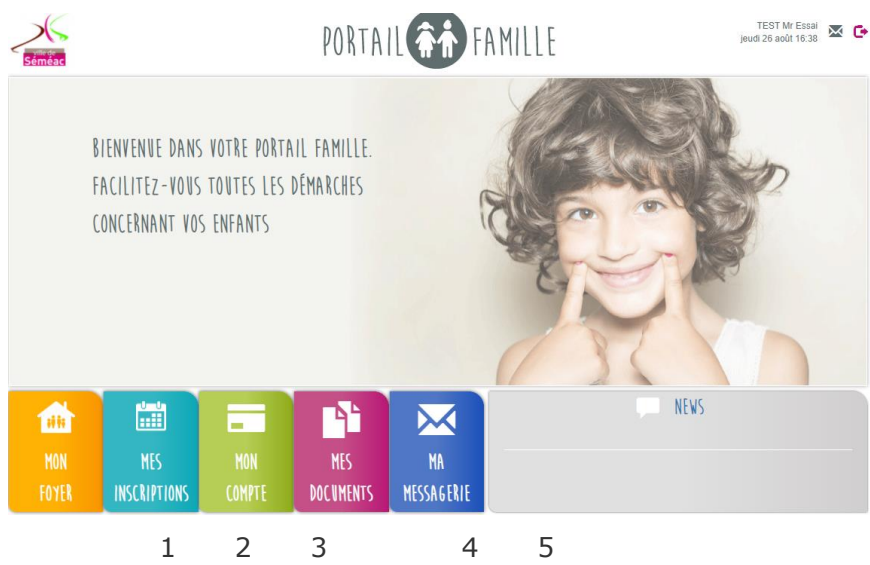 ville de
Séméac
PORTAIL FAMILLE
TEST Mr Essai
jeudi 26 août 16:38
BIENVENUE DANS VOTRE PORTAIL FAMILLE.
FACILITEZ-VOUS TOUTES LES DÉMARCHES
CONCERNANT VOS ENFANTS
MON
FOYER
MES
INSCRIPTIONS
MON
COMPTE
MES
DOCUMENTS
MA
MESSAGERIE
NEWS
1 2 3 4 5